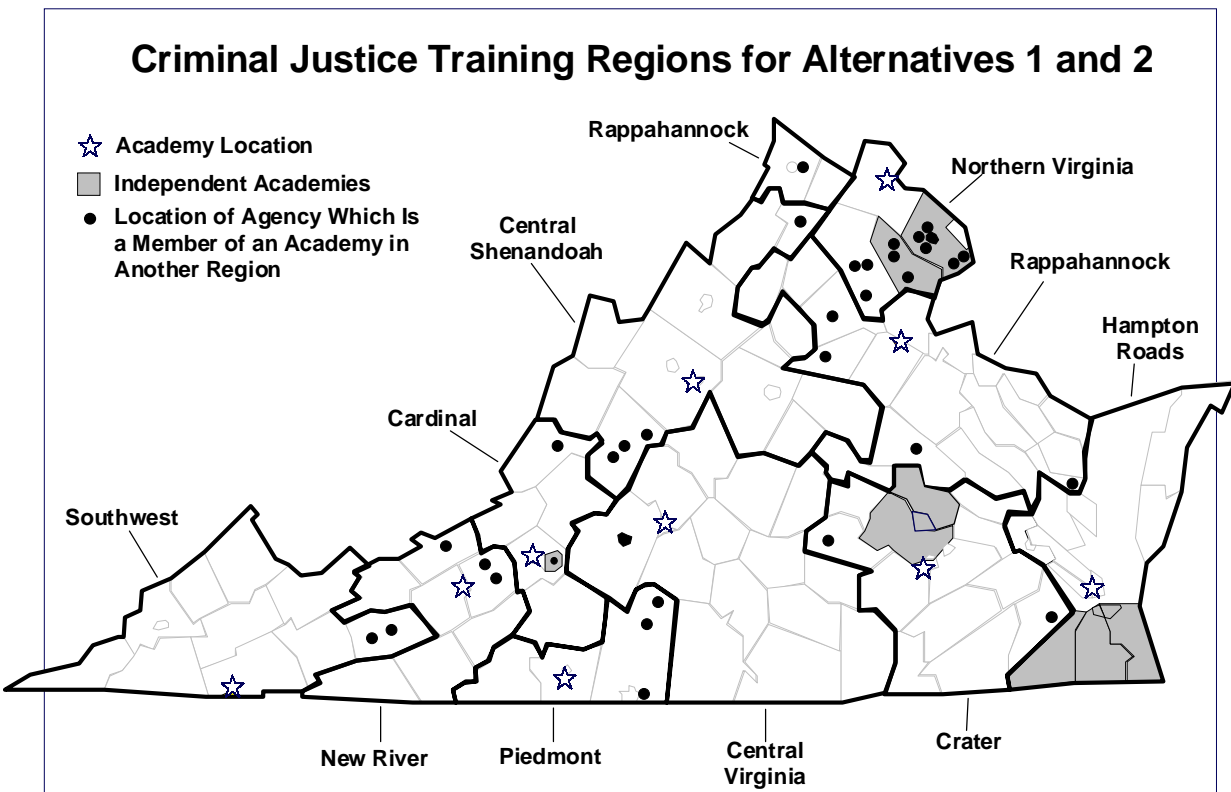 Criminal Justice Training Regions for Alternatives 1 and 2
Academy Location
Independent Academies
Location of Agency Which Is
a Member of an Academy in
Another Region
Rappahannock
Northern Virginia
Central
Shenandoah
Rappahannock
Hampton
Roads
Cardinal
Southwest
New River
Piedmont
Central
Virginia
Crater